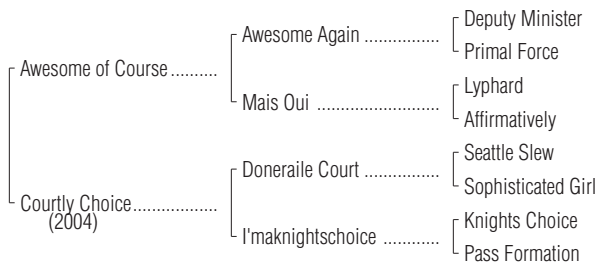 Deputy Minister
Awesome Again ................
Primal Force
Awesome of Course ..........
Lyphard
Mais Oui ..........................
Affirmatively
Seattle Slew
Doneraile Court ................
Sophisticated Girl
Courtly Choice..................
(2004)
Knights Choice
I'maknightschoice ............
Pass Formation